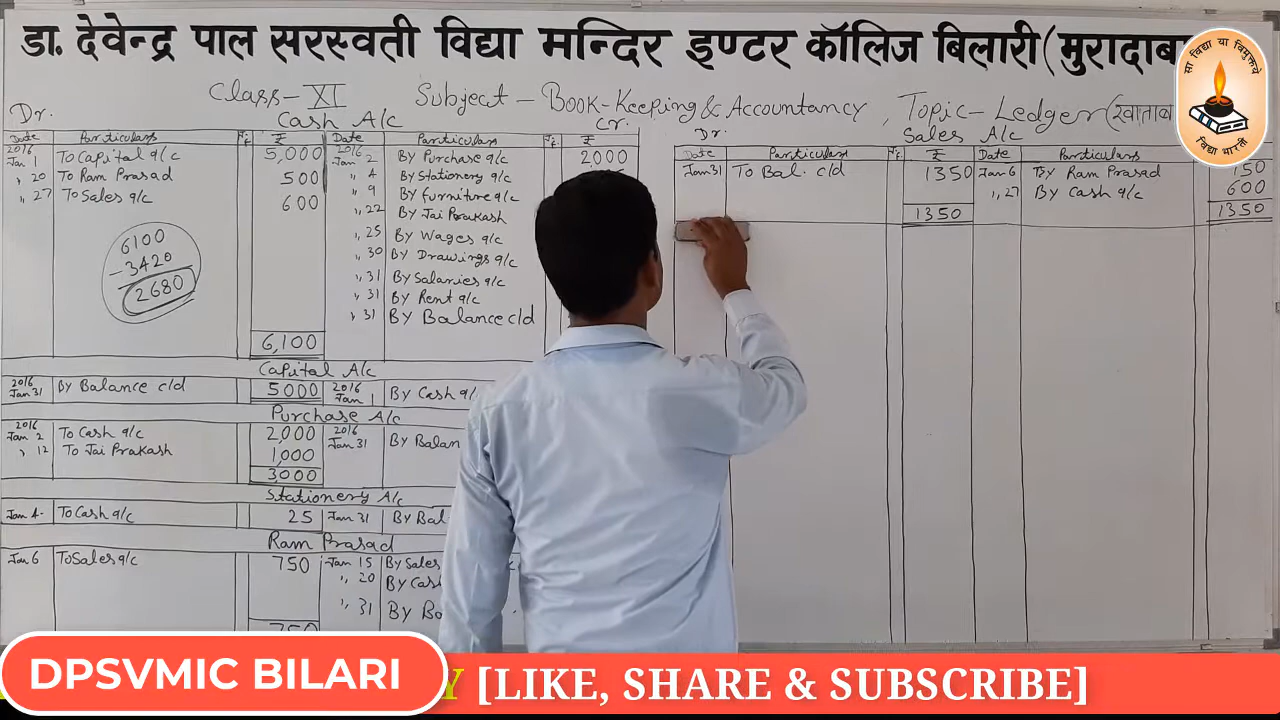 डा. देवेन्द्र पाल सरस्वती विद्या मन्दिर इण्टर कॉलिज बिलारी (मुरादाबा
सा विद्या या विमुक्तये
विद्या भारती
Class-XI Subject - Book-Keeping & Accountancy, Topic - Ledger (खाताब
Dr. Cash A/c Cr.
Date Particulars J.F. ₹ Date Particulars J.F. ₹
2016 2016
Jan 1 To Capital a/c 5,000 Jan 2 By Purchase a/c 2000
" 20 To Ram Prasad 500 " 4 By Stationery a/c
" 27 To Sales a/c 600 " 9 By Furniture a/c
" 22 By Jai Prakash
" 25 By Wages a/c
" 30 By Drawings a/c
" 31 By Salaries a/c
" 31 By Rent a/c
" 31 By Balance c/d
6,100
6100
-3420
2680
Capital A/c
2016 2016
Jan 31 By Balance c/d 5000 Jan 1 By Cash a/c
Purchase A/c
2016 2016
Jan 2 To Cash a/c 2,000 Jan 31 By Balan
" 12 To Jai Prakash 1,000
3000
Stationery A/c
Jan 4- To Cash a/c 25 Jan 31 By Bal
Ram Prasad
Jan 6 To Sales a/c 750 Jan 15 By Sales
" 20 By Cash
" 31 By Ba
750
Dr. Sales A/c
Date Particulars J.F. ₹ Date Particulars
Jan 31 To Bal. c/d 1350 Jan 6 By Ram Prasad 150
" 27 By Cash a/c 600
1350 1350
DPSVMIC BILARI
Y [LIKE, SHARE & SUBSCRIBE]